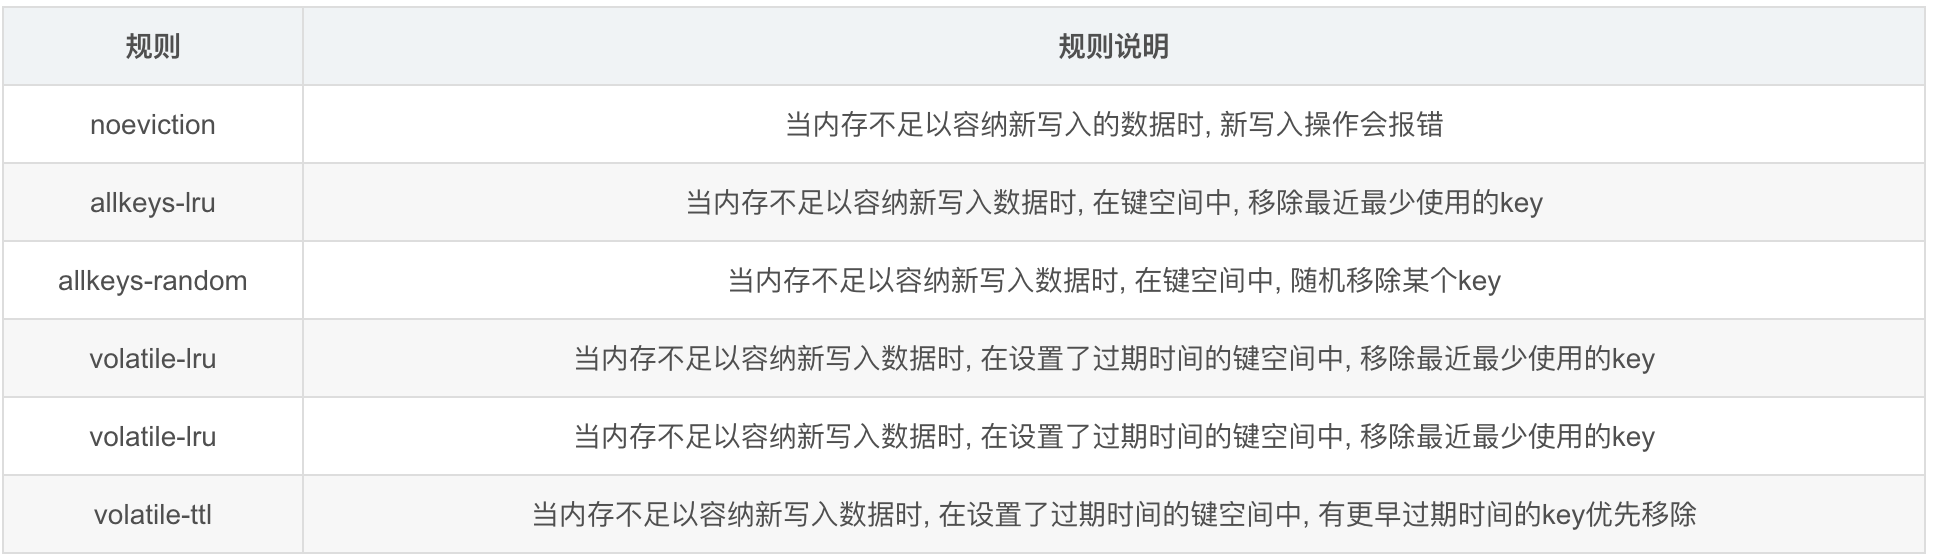 规则 规则说明
noeviction 当内存不足以容纳新写入的数据时, 新写入操作会报错
allkeys-lru 当内存不足以容纳新写入数据时, 在键空间中, 移除最近最少使用的key
allkeys-random 当内存不足以容纳新写入数据时, 在键空间中, 随机移除某个key
volatile-lru 当内存不足以容纳新写入数据时, 在设置了过期时间的键空间中, 移除最近最少使用的key
volatile-lru 当内存不足以容纳新写入数据时, 在设置了过期时间的键空间中, 移除最近最少使用的key
volatile-ttl 当内存不足以容纳新写入数据时, 在设置了过期时间的键空间中, 有更早过期时间的key优先移除